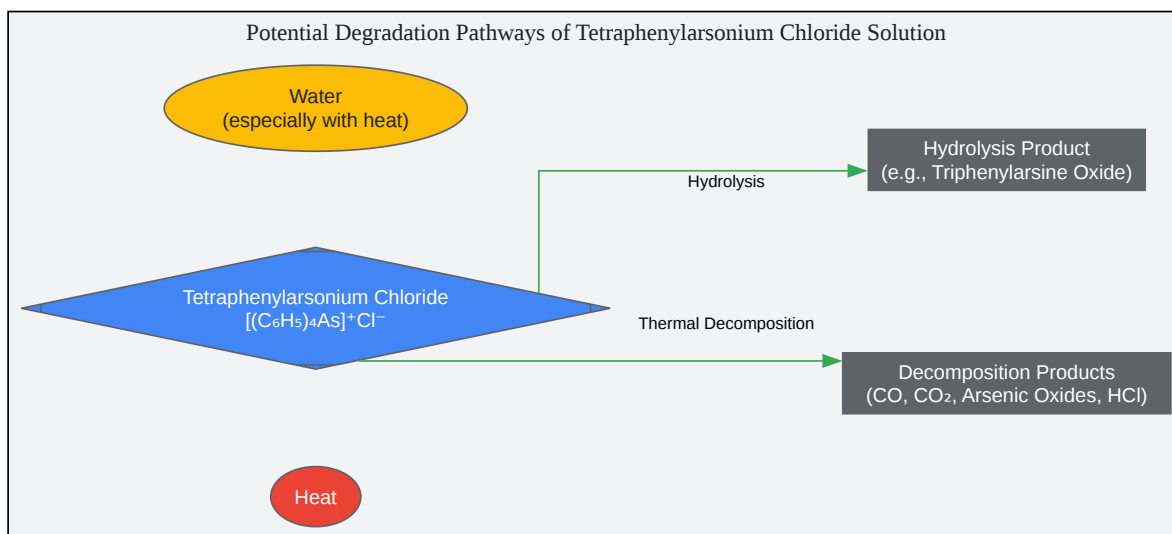 Potential Degradation Pathways of Tetraphenylarsonium Chloride Solution
Water
(especially with heat)
Hydrolysis Product
(e.g., Triphenylarsine Oxide)
Hydrolysis
Tetraphenylarsonium Chloride
[(C₆H₅)₄As]⁺Cl⁻
Thermal Decomposition
Decomposition Products
(CO, CO₂, Arsenic Oxides, HCl)
Heat